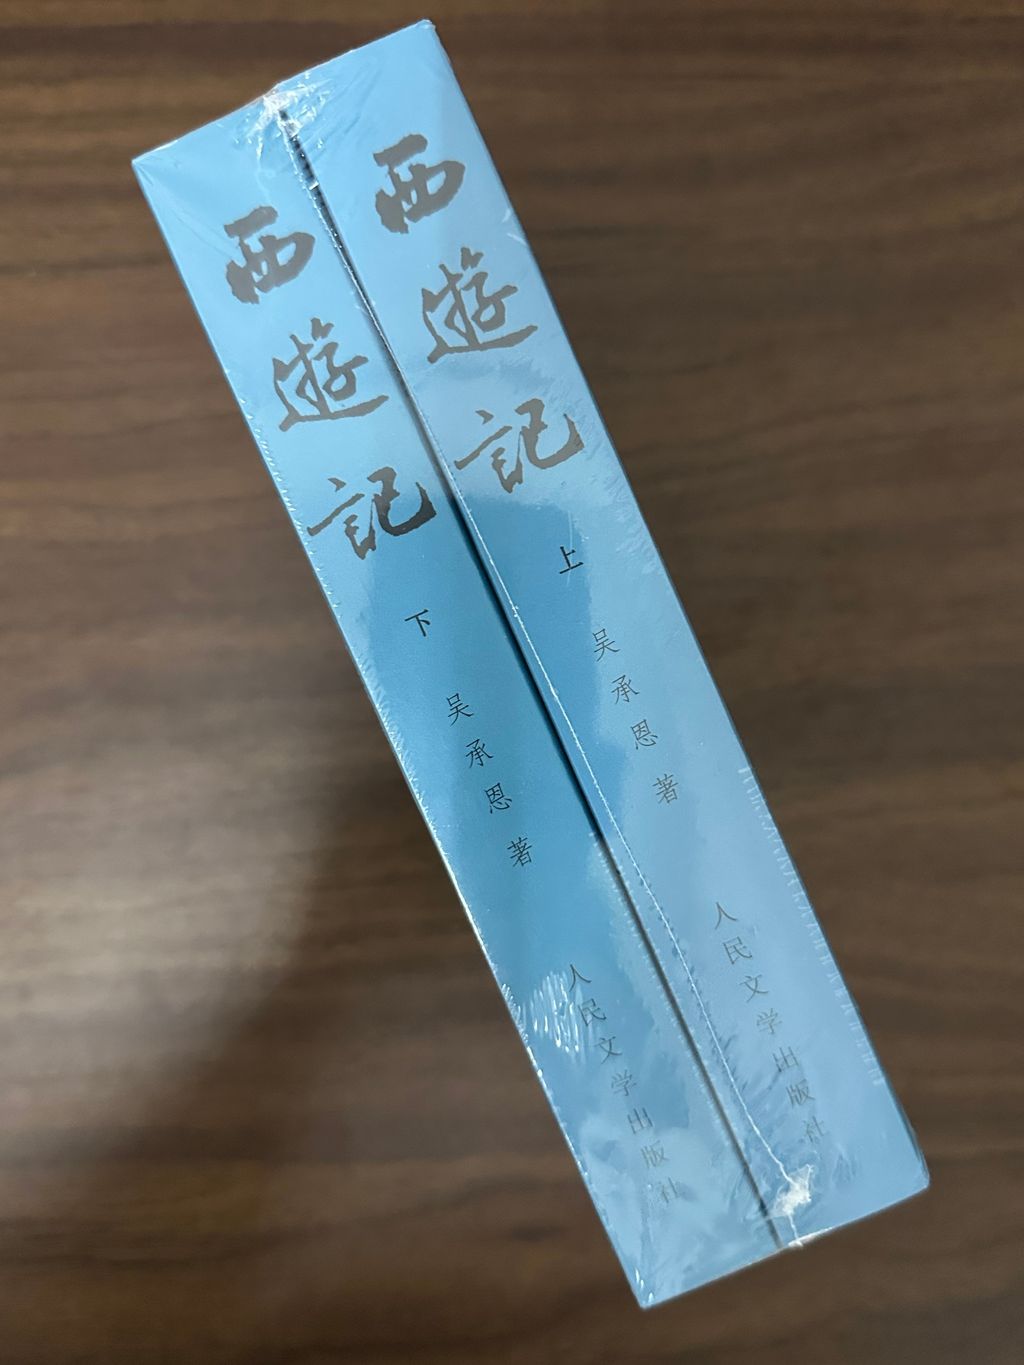 西遊記
上
吴承恩 著
人民文学出版社
西遊記
下
吴承恩 著
人民文学出版社